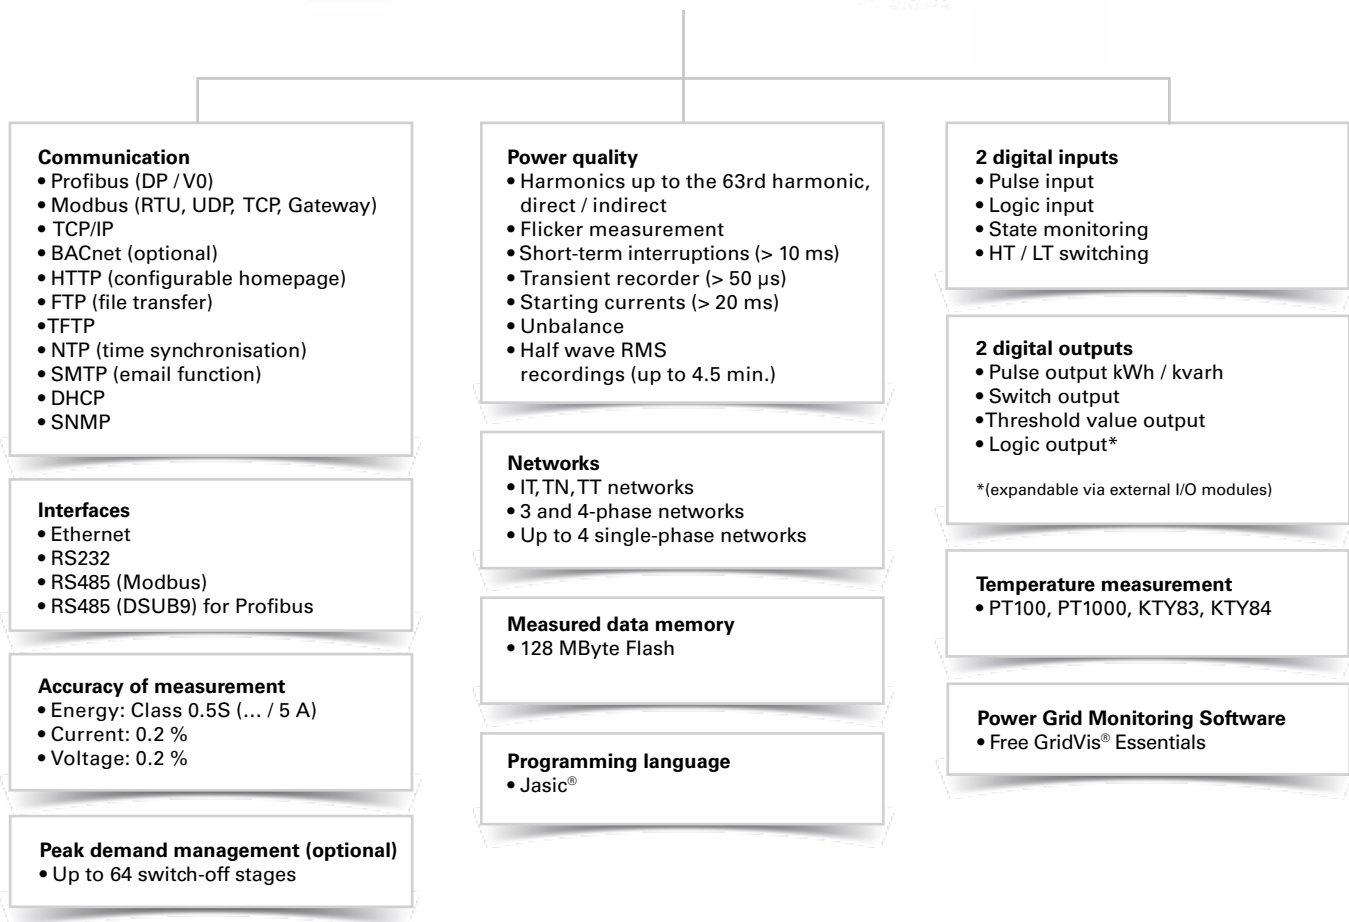 Communication
• Profibus (DP / V0)
• Modbus (RTU, UDP, TCP, Gateway)
• TCP/IP
• BACnet (optional)
• HTTP (configurable homepage)
• FTP (file transfer)
•TFTP
• NTP (time synchronisation)
• SMTP (email function)
• DHCP
• SNMP
Interfaces
• Ethernet
• RS232
• RS485 (Modbus)
• RS485 (DSUB9) for Profibus
Accuracy of measurement
• Energy: Class 0.5S (… / 5 A)
• Current: 0.2 %
• Voltage: 0.2 %
Peak demand management (optional)
• Up to 64 switch-off stages
Power quality
• Harmonics up to the 63rd harmonic,
direct / indirect
• Flicker measurement
• Short-term interruptions (> 10 ms)
• Transient recorder (> 50 μs)
• Starting currents (> 20 ms)
• Unbalance
• Half wave RMS
recordings (up to 4.5 min.)
Networks
• IT, TN, TT networks
• 3 and 4-phase networks
• Up to 4 single-phase networks
Measured data memory
• 128 MByte Flash
Programming language
• Jasic®
2 digital inputs
• Pulse input
• Logic input
• State monitoring
• HT / LT switching
2 digital outputs
• Pulse output kWh / kvarh
• Switch output
•Threshold value output
• Logic output*
*(expandable via external I/O modules)
Temperature measurement
• PT100, PT1000, KTY83, KTY84
Power Grid Monitoring Software
• Free GridVis® Essentials